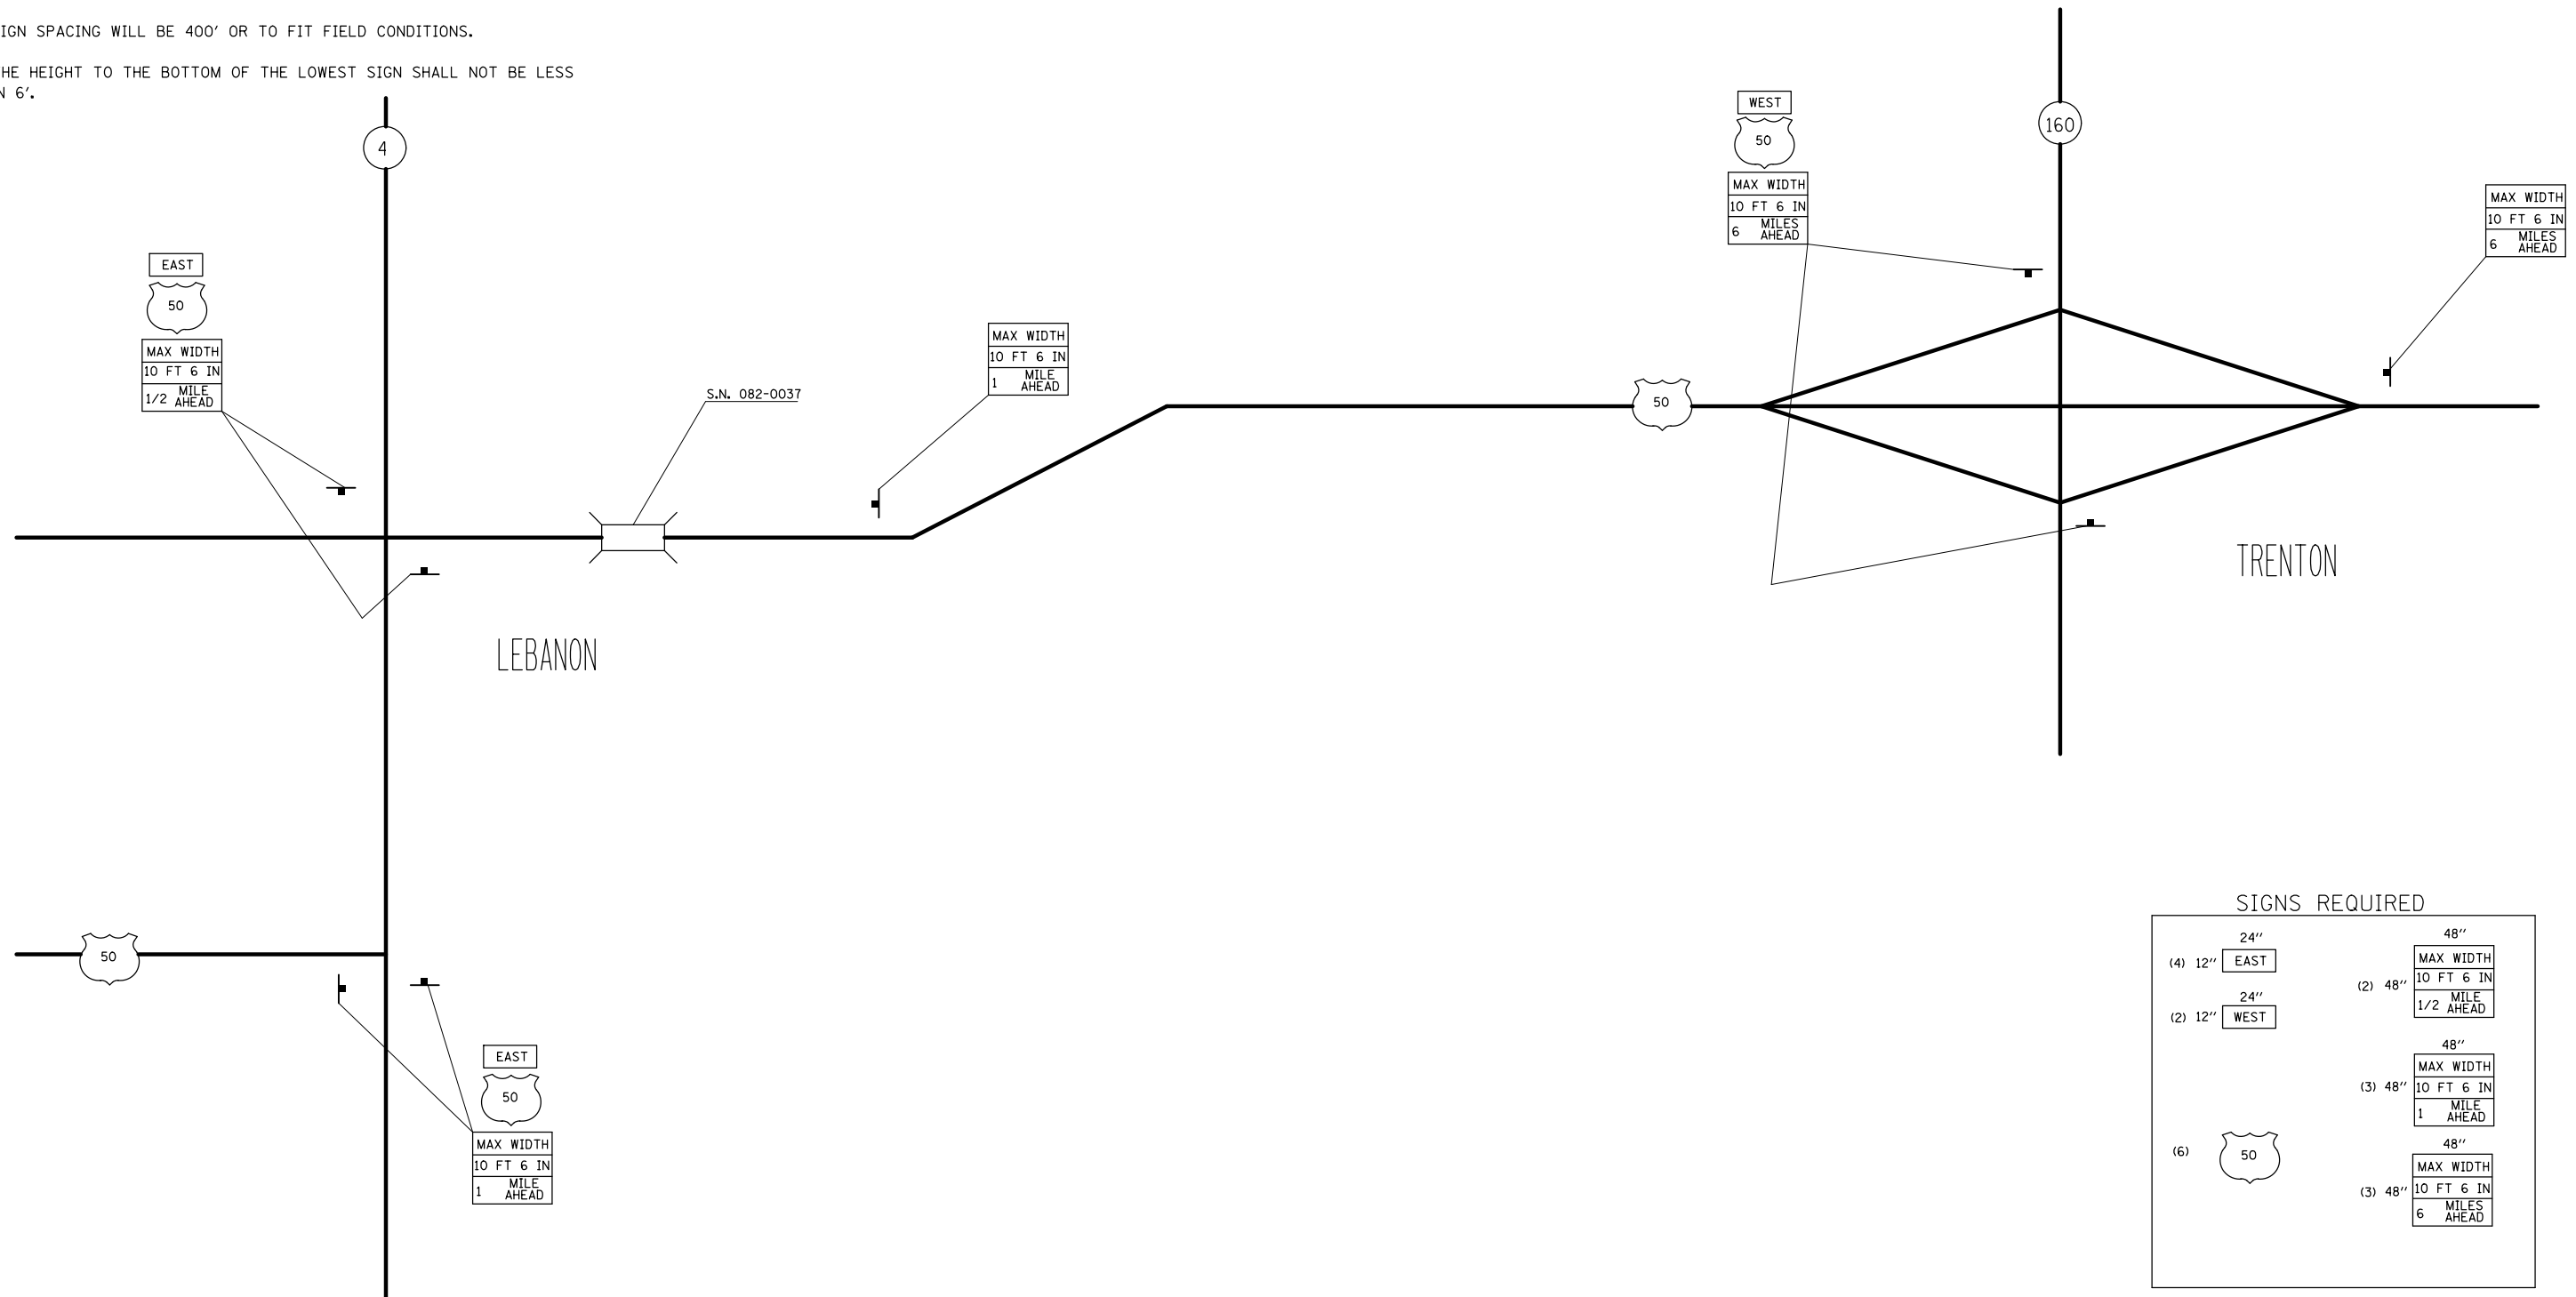 IGN SPACING WILL BE 400' OR TO FIT FIELD CONDITIONS.
HE HEIGHT TO THE BOTTOM OF THE LOWEST SIGN SHALL NOT BE LESS
N 6'.
4
EAST
50
MAX WIDTH
10 FT 6 IN
1/2 MILE AHEAD
S.N. 082-0037
MAX WIDTH
10 FT 6 IN
1 MILE AHEAD
50
WEST
50
MAX WIDTH
10 FT 6 IN
6 MILES AHEAD
160
MAX WIDTH
10 FT 6 IN
6 MILES AHEAD
TRENTON
LEBANON
50
EAST
50
MAX WIDTH
10 FT 6 IN
1 MILE AHEAD
SIGNS REQUIRED
24"
(4) 12" EAST
24"
(2) 12" WEST
(6) 50
48"
(2) 48"
MAX WIDTH
10 FT 6 IN
1/2 MILE AHEAD
48"
(3) 48"
MAX WIDTH
10 FT 6 IN
1 MILE AHEAD
48"
(3) 48"
MAX WIDTH
10 FT 6 IN
6 MILES AHEAD